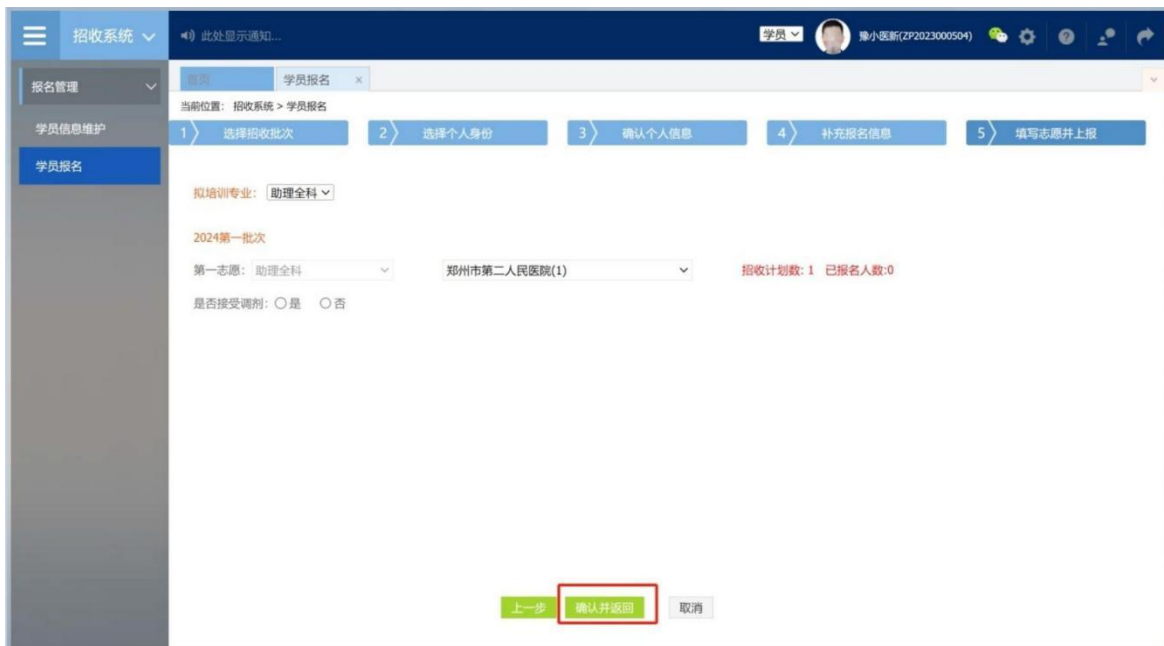 招收系统 此处显示通知... 学员 豫小医新(ZP2023000504)
报名管理
学员信息维护
学员报名
首页 学员报名 ×
当前位置: 招收系统 > 学员报名
1 选择招收批次 2 选择个人身份 3 确认个人信息 4 补充报名信息 5 填写志愿并上报
拟培训专业: 助理全科
2024第一批次
第一志愿: 助理全科 郑州市第二人民医院(1) 招收计划数: 1 已报名人数:0
是否接受调剂: 是 否
上一步 确认并返回 取消